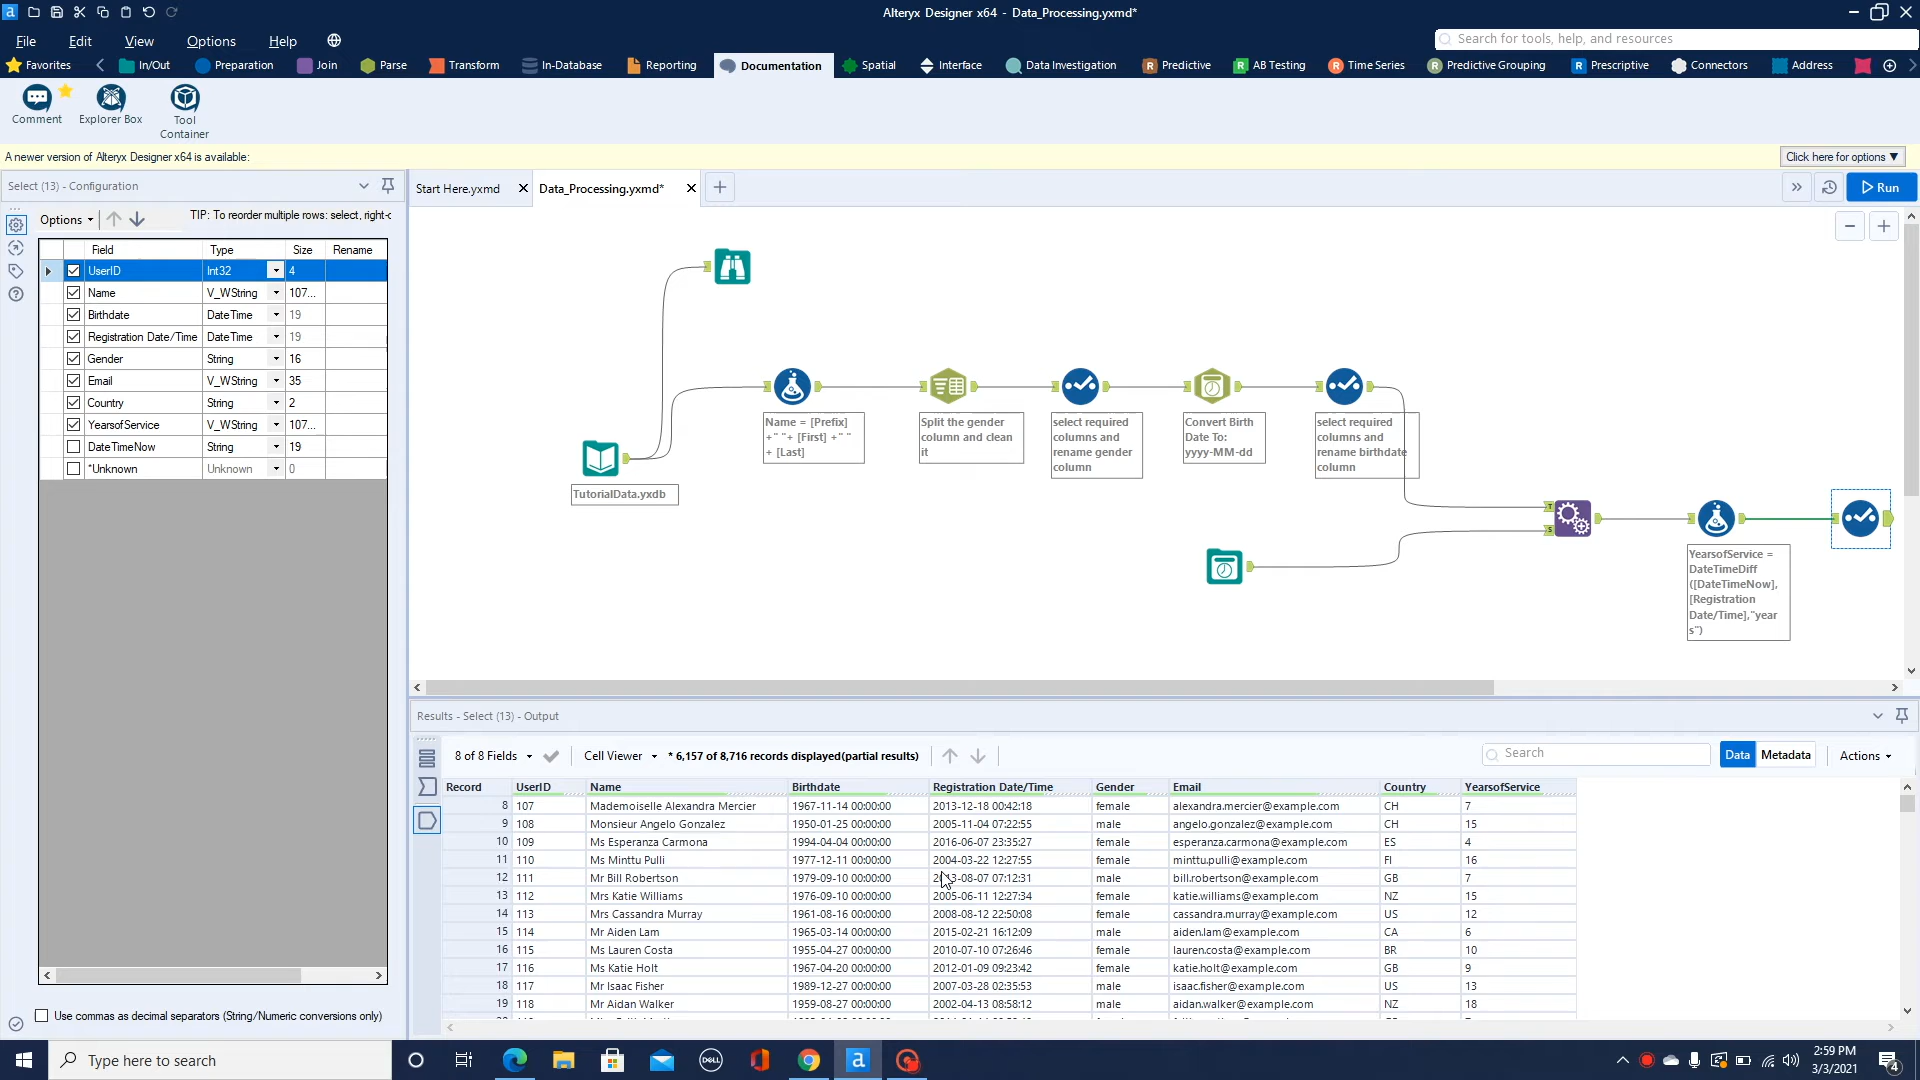 Alteryx Designer x64 - Data_Processing.yxmd*
File Edit View Options Help
Search for tools, help, and resources
Favorites In/Out Preparation Join Parse Transform In-Database Reporting Documentation Spatial Interface Data Investigation Predictive AB Testing Time Series Predictive Grouping Prescriptive Connectors Address
Comment Explorer Box Tool
Container
A newer version of Alteryx Designer x64 is available:
Click here for options ▼
Select (13) - Configuration
Start Here.yxmd
Data_Processing.yxmd*
Run
Options
TIP: To reorder multiple rows: select, right-c
Field Type Size Rename
UserID Int32 4
Name V_WString 107...
Birthdate DateTime 19
Registration Date/Time DateTime 19
Gender String 16
Email V_WString 35
Country String 2
YearsofService V_WString 107...
DateTimeNow String 19
*Unknown Unknown 0
Use commas as decimal separators (String/Numeric conversions only)
TutorialData.yxdb
Name = [Prefix]
+" "+ [First] +" "
+ [Last]
Split the gender
column and clean
it
select required
columns and
rename gender
column
Convert Birth
Date To:
yyyy-MM-dd
select required
columns and
rename birthdate
column
T
S
YearsofService =
DateTimeDiff
([DateTimeNow],
[Registration
Date/Time],"year
s")
Results - Select (13) - Output
8 of 8 Fields
Cell Viewer
* 6,157 of 8,716 records displayed(partial results)
Search
Data
Metadata
Actions
Record UserID Name Birthdate Registration Date/Time Gender Email Country YearsofService
8 107 Mademoiselle Alexandra Mercier 1967-11-14 00:00:00 2013-12-18 00:42:18 female alexandra.mercier@example.com CH 7
9 108 Monsieur Angelo Gonzalez 1950-01-25 00:00:00 2005-11-04 07:22:55 male angelo.gonzalez@example.com CH 15
10 109 Ms Esperanza Carmona 1994-04-04 00:00:00 2016-06-07 23:35:27 female esperanza.carmona@example.com ES 4
11 110 Ms Minttu Pulli 1977-12-11 00:00:00 2004-03-22 12:27:55 female minttu.pulli@example.com FI 16
12 111 Mr Bill Robertson 1979-09-10 00:00:00 2013-08-07 07:12:31 male bill.robertson@example.com GB 7
13 112 Mrs Katie Williams 1976-09-10 00:00:00 2005-06-11 12:27:34 female katie.williams@example.com NZ 15
14 113 Mrs Cassandra Murray 1961-08-16 00:00:00 2008-08-12 22:50:08 female cassandra.murray@example.com US 12
15 114 Mr Aiden Lam 1965-03-14 00:00:00 2015-02-21 16:12:09 male aiden.lam@example.com CA 6
16 115 Ms Lauren Costa 1955-04-27 00:00:00 2010-07-10 07:26:46 female lauren.costa@example.com BR 10
17 116 Ms Katie Holt 1967-04-20 00:00:00 2012-01-09 09:23:42 female katie.holt@example.com GB 9
18 117 Mr Isaac Fisher 1989-12-27 00:00:00 2007-03-28 02:35:53 male isaac.fisher@example.com US 13
19 118 Mr Aidan Walker 1959-08-27 00:00:00 2002-04-13 08:58:12 male aidan.walker@example.com NZ 18
Type here to search
DELL
2:59 PM
3/3/2021
4